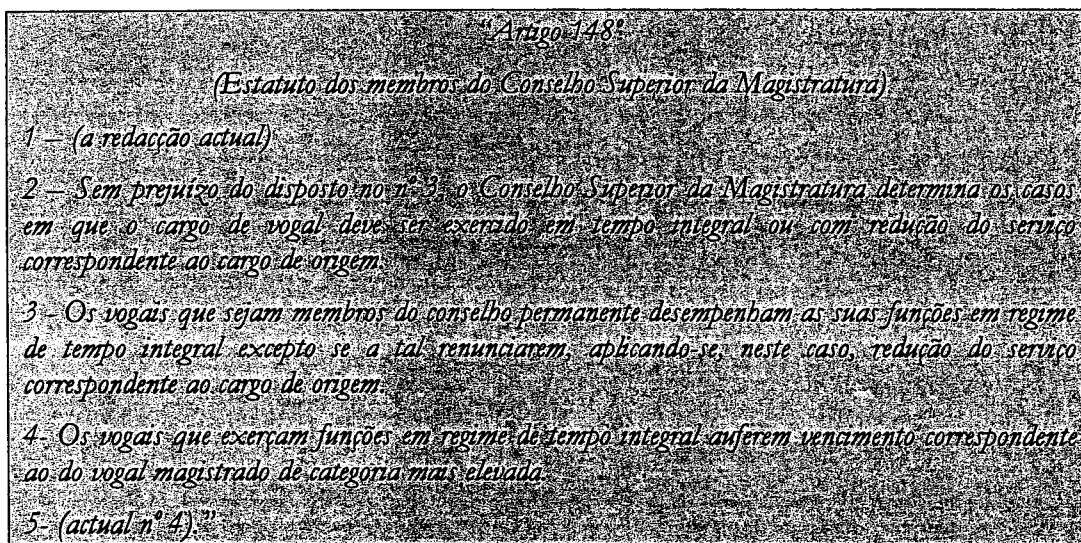 "Artigo 148º
(Estatuto dos membros do Conselho Superior da Magistratura)
1 – (a redacção actual)
2 – Sem prejuízo do disposto no nº 3, o Conselho Superior da Magistratura determina os casos
em que o cargo de vogal deve ser exercido em tempo integral ou com redução do serviço
correspondente ao cargo de origem.
3 - Os vogais que sejam membros do conselho permanente desempenham as suas funções em regime
de tempo integral excepto se a tal renunciarem, aplicando-se, neste caso, redução do serviço
correspondente ao cargo de origem.
4- Os vogais que exerçam funções em regime de tempo integral auferem vencimento correspondente
ao do vogal magistrado de categoria mais elevada.
5- (actual nº 4)."